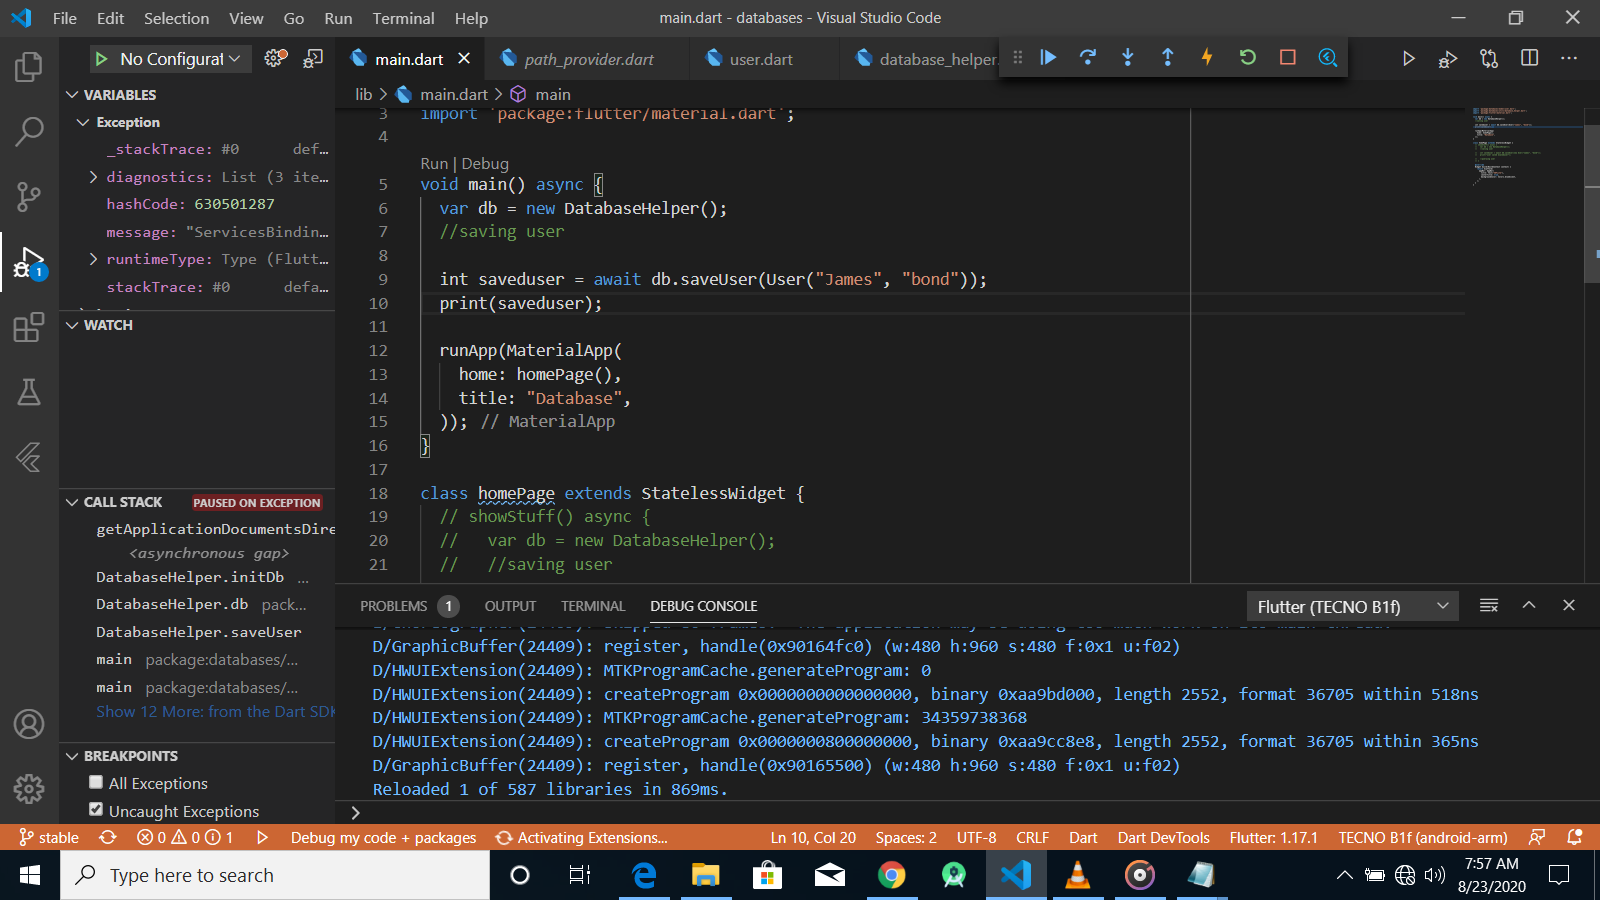 File Edit Selection View Go Run Terminal Help
main.dart - databases - Visual Studio Code
No Configurat
main.dart
path_provider.dart
user.dart
database_helper.
lib > main.dart > main
VARIABLES
Exception
_stackTrace: #0 def…
diagnostics: List (3 ite…
hashCode: 630501287
message: "ServicesBindin…
runtimeType: Type (Flutt…
stackTrace: #0 defa…
WATCH
CALL STACK PAUSED ON EXCEPTION
getApplicationDocumentsDire
<asynchronous gap>
DatabaseHelper.initDb ...
DatabaseHelper.db pack...
DatabaseHelper.saveUser
main package:databases/...
main package:databases/...
Show 12 More: from the Dart SDK
BREAKPOINTS
All Exceptions
Uncaught Exceptions
3 import 'package:flutter/material.dart';
4
Run | Debug
5 void main() async {
6 var db = new DatabaseHelper();
7 //saving user
8
9 int saveduser = await db.saveUser(User("James", "bond"));
10 print(saveduser);
11
12 runApp(MaterialApp(
13 home: homePage(),
14 title: "Database",
15 )); // MaterialApp
16 }
17
18 class homePage extends StatelessWidget {
19 // showStuff() async {
20 // var db = new DatabaseHelper();
21 // //saving user
PROBLEMS 1 OUTPUT TERMINAL DEBUG CONSOLE
Flutter (TECNO B1f)
D/GraphicBuffer(24409): register, handle(0x90164fc0) (w:480 h:960 s:480 f:0x1 u:f02)
D/HWUIExtension(24409): MTKProgramCache.generateProgram: 0
D/HWUIExtension(24409): createProgram 0x0000000000000000, binary 0xaa9bd000, length 2552, format 36705 within 518ns
D/HWUIExtension(24409): MTKProgramCache.generateProgram: 34359738368
D/HWUIExtension(24409): createProgram 0x0000000800000000, binary 0xaa9cc8e8, length 2552, format 36705 within 365ns
D/GraphicBuffer(24409): register, handle(0x90165500) (w:480 h:960 s:480 f:0x1 u:f02)
Reloaded 1 of 587 libraries in 869ms.
1
stable 0 0 1 Debug my code + packages Activating Extensions... Ln 10, Col 20 Spaces: 2 UTF-8 CRLF Dart Dart DevTools Flutter: 1.17.1 TECNO B1f (android-arm)
Type here to search
7:57 AM
8/23/2020